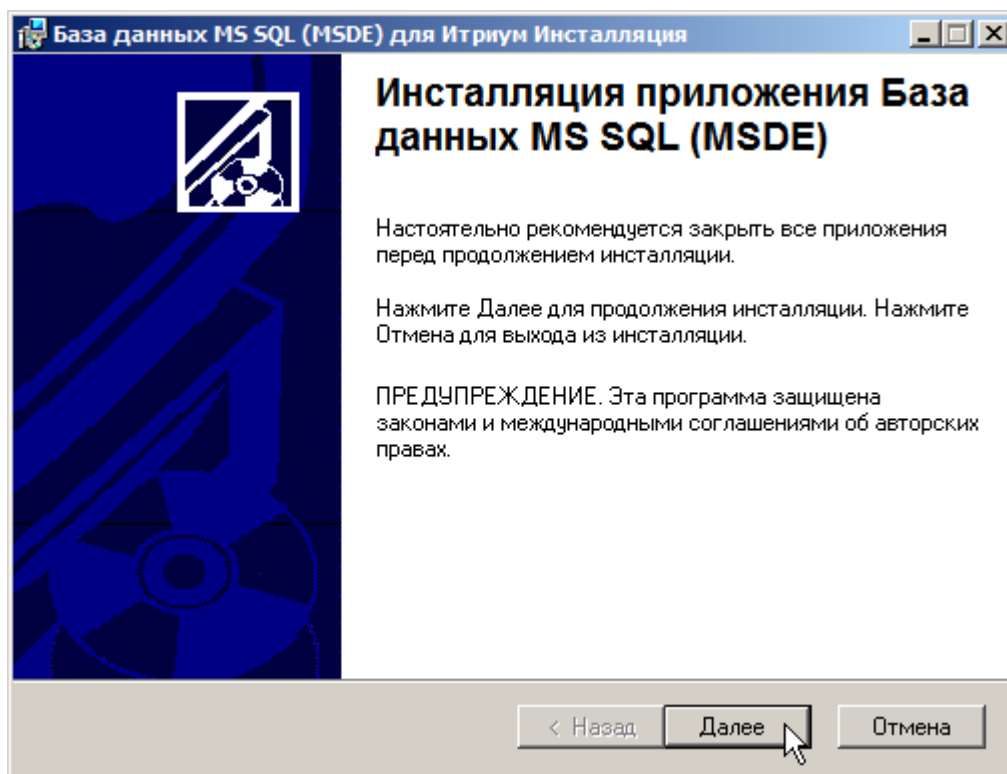 База данных MS SQL (MSDE) для Итриум Инсталляция
Инсталляция приложения База
данных MS SQL (MSDE)
Настоятельно рекомендуется закрыть все приложения
перед продолжением инсталляции.
Нажмите Далее для продолжения инсталляции. Нажмите
Отмена для выхода из инсталляции.
ПРЕДУПРЕЖДЕНИЕ. Эта программа защищена
законами и международными соглашениями об авторских
правах.
< Назад Далее Отмена